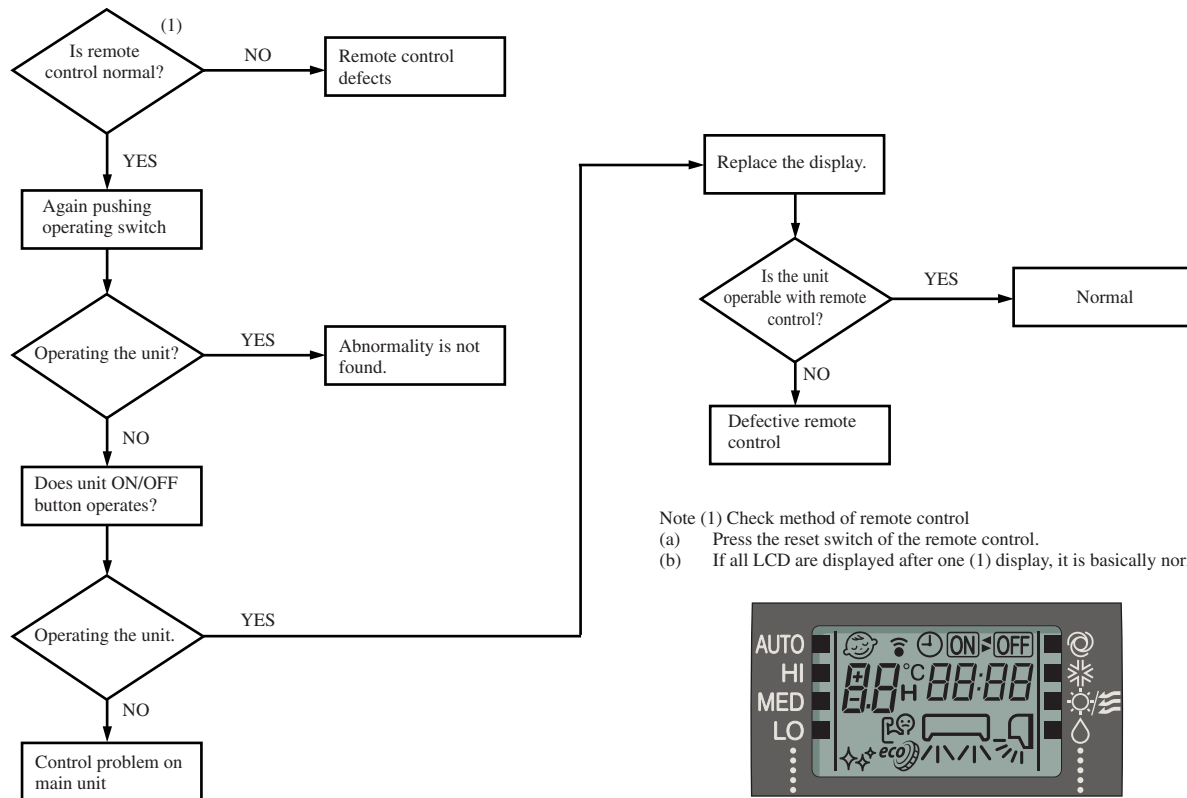 (1)
Is remote
control normal?
NO
Remote control
defects
YES
Again pushing
operating switch
Operating the unit?
YES
Abnormality is not
found.
NO
Does unit ON/OFF
button operates?
Operating the unit.
YES
NO
Control problem on
main unit
Replace the display.
Is the unit
operable with remote
control?
YES
Normal
NO
Defective remote
control
Note (1) Check method of remote control
(a) Press the reset switch of the remote control.
(b) If all LCD are displayed after one (1) display, it is basically nor
AUTO ON OFF
HI °C 88:88
MED H
LO
eco